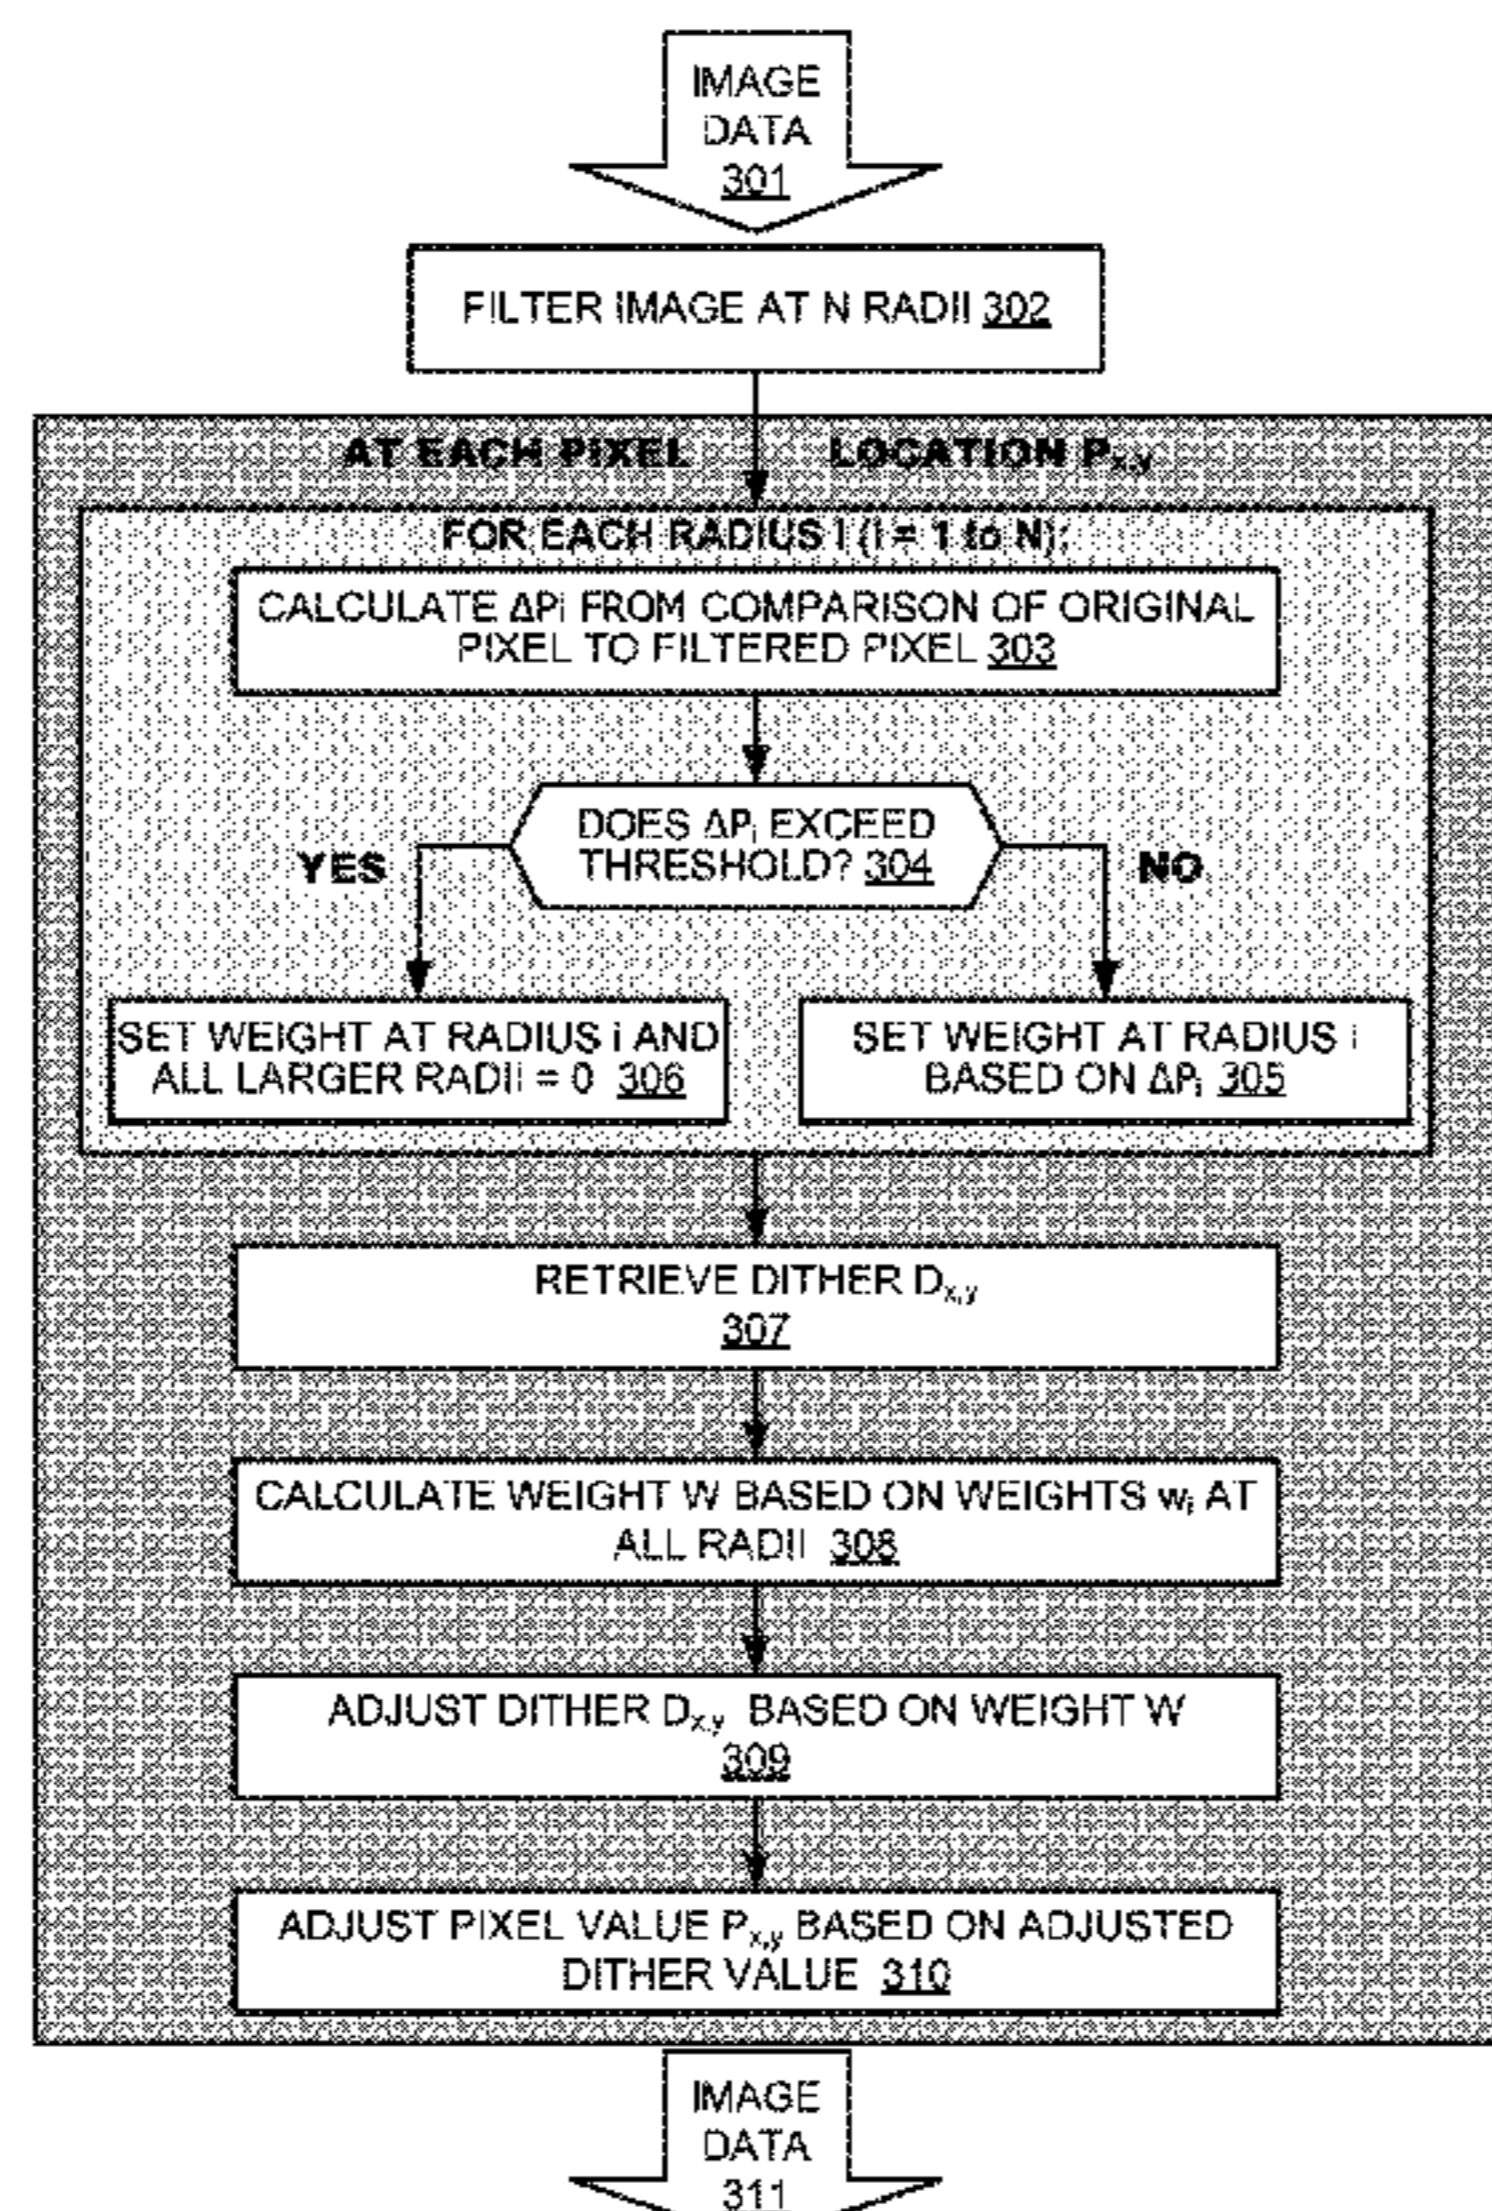 IMAGE
DATA
301
FILTER IMAGE AT N RADII 302
AT EACH PIXEL LOCATION Px,y
FOR EACH RADIUS i (i = 1 to N):
CALCULATE ΔPi FROM COMPARISON OF ORIGINAL
PIXEL TO FILTERED PIXEL 303
DOES ΔPi EXCEED
THRESHOLD? 304
YES
NO
SET WEIGHT AT RADIUS i AND
ALL LARGER RADII = 0 306
SET WEIGHT AT RADIUS i
BASED ON ΔPi 305
RETRIEVE DITHER Dx,y
307
CALCULATE WEIGHT W BASED ON WEIGHTS wi AT
ALL RADII 308
ADJUST DITHER Dx,y BASED ON WEIGHT W
309
ADJUST PIXEL VALUE Px,y BASED ON ADJUSTED
DITHER VALUE 310
IMAGE
DATA
311